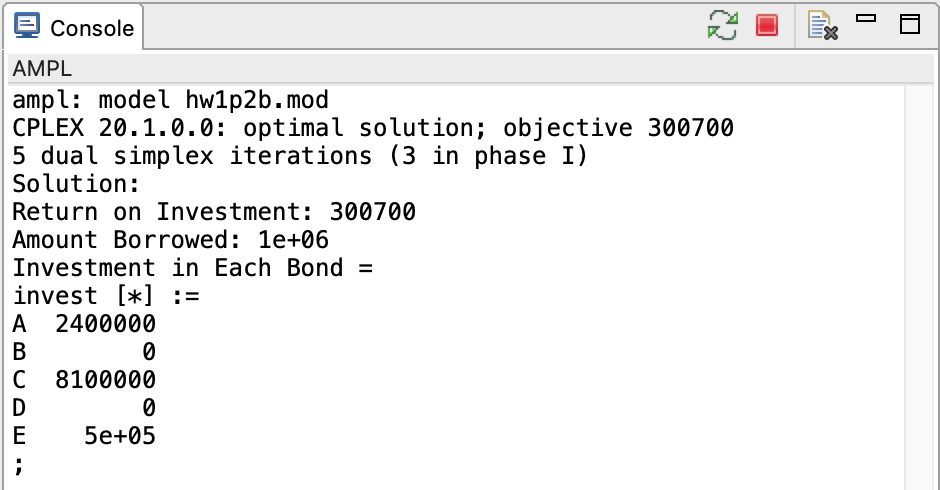 Console
AMPL
ampl: model hw1p2b.mod
CPLEX 20.1.0.0: optimal solution; objective 300700
5 dual simplex iterations (3 in phase I)
Solution:
Return on Investment: 300700
Amount Borrowed: 1e+06
Investment in Each Bond =
invest [*] :=
A  2400000
B        0
C  8100000
D        0
E    5e+05
;